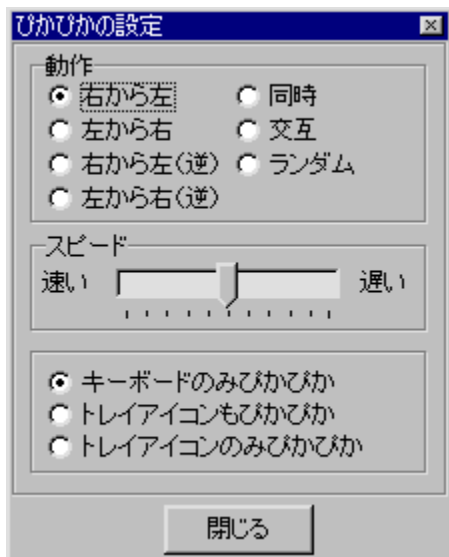 ぴかぴかの設定
動作
右から左 同時
左から右 交互
右から左(逆) ランダム
左から右(逆)
スピード
速い 遅い
キーボードのみぴかぴか
トレイアイコンもぴかぴか
トレイアイコンのみぴかぴか
閉じる